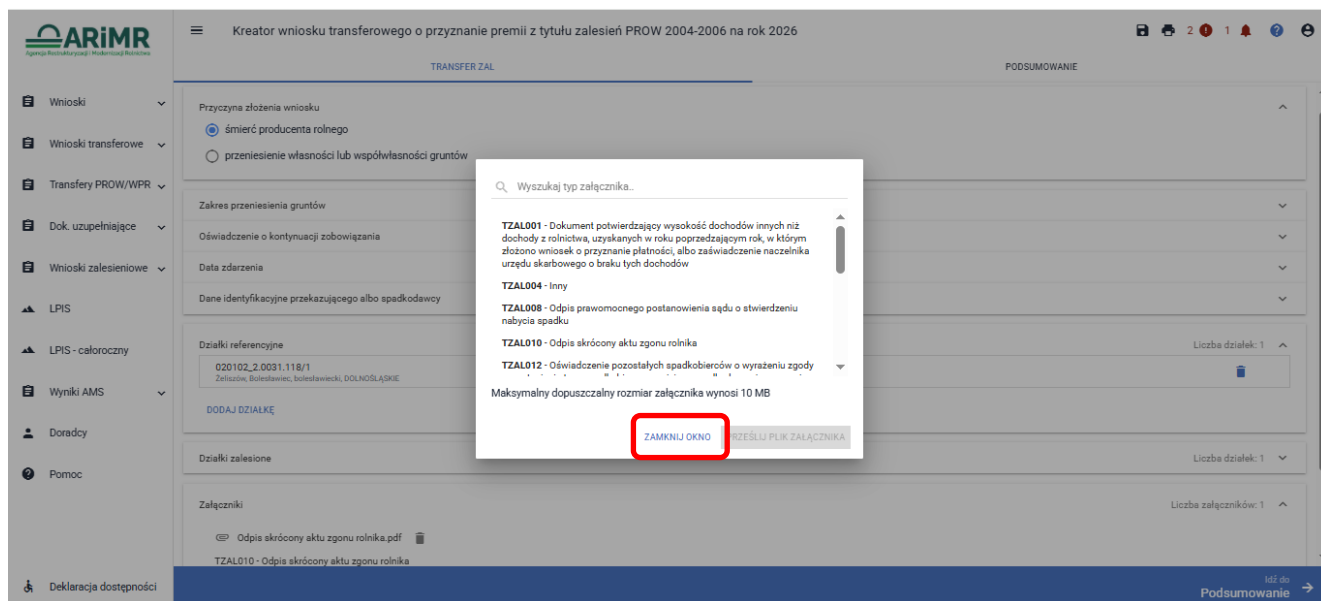 ARiMR
Agencja Restrukturyzacji i Modernizacji Rolnictwa
Kreator wniosku transferowego o przyznanie premii z tytułu zalesień PROW 2004-2006 na rok 2026
2
1
TRANSFER ZAL
PODSUMOWANIE
Wnioski
Wnioski transferowe
Transfery PROW/WPR
Dok. uzupełniające
Wnioski zalesieniowe
LPIS
LPIS - całoroczny
Wyniki AMS
Doradcy
Pomoc
Deklaracja dostępności
Przyczyna złożenia wniosku
śmierć producenta rolnego
przeniesienie własności lub współwłasności gruntów
Zakres przeniesienia gruntów
Oświadczenie o kontynuacji zobowiązania
Data zdarzenia
Dane identyfikacyjne przekazującego albo spadkodawcy
Działki referencyjne
Liczba działek: 1
020102_2.0031.118/1
Żeliszów, Bolesławiec, bolesławiecki, DOLNOŚLĄSKIE
DODAJ DZIAŁKĘ
Działki zalesione
Liczba działek: 1
Załączniki
Liczba załączników: 1
Odpis skrócony aktu zgonu rolnika.pdf
TZAL010 - Odpis skrócony aktu zgonu rolnika
Wyszukaj typ załącznika..
TZAL001 - Dokument potwierdzający wysokość dochodów innych niż
dochody z rolnictwa, uzyskanych w roku poprzedzającym rok, w którym
złożono wniosek o przyznanie płatności, albo zaświadczenie naczelnika
urzędu skarbowego o braku tych dochodów
TZAL004 - Inny
TZAL008 - Odpis prawomocnego postanowienia sądu o stwierdzeniu
nabycia spadku
TZAL010 - Odpis skrócony aktu zgonu rolnika
TZAL012 - Oświadczenie pozostałych spadkobierców o wyrażeniu zgody
Maksymalny dopuszczalny rozmiar załącznika wynosi 10 MB
ZAMKNIJ OKNO
PRZEŚLIJ PLIK ZAŁĄCZNIKA
Idź do
Podsumowanie